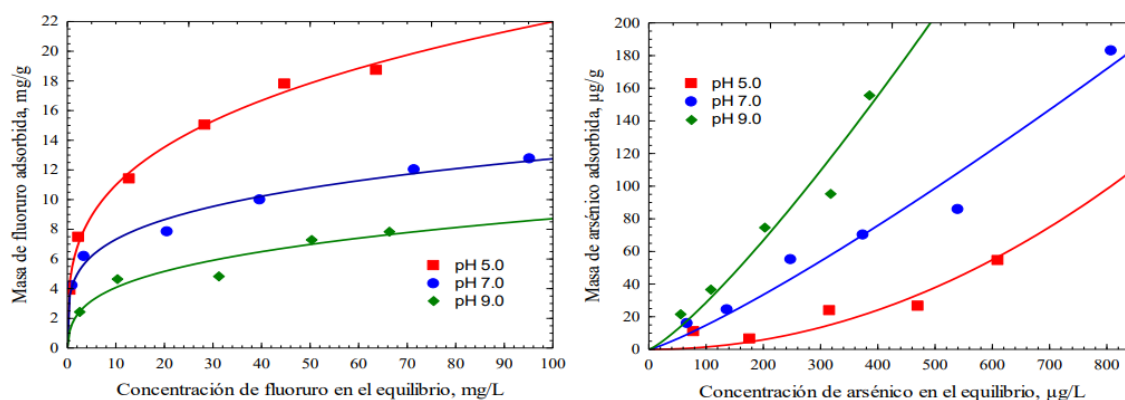 Masa de fluoruro adsorbida, mg/g
22
20
18
16
14
12
10
8
6
4
2
0
pH 5.0
pH 7.0
pH 9.0
0 10 20 30 40 50 60 70 80 90 100
Concentración de fluoruro en el equilibrio, mg/L
Masa de arsénico adsorbida, µg/g
200
180
160
140
120
100
80
60
40
20
0
pH 5.0
pH 7.0
pH 9.0
0 100 200 300 400 500 600 700 800
Concentración de arsénico en el equilibrio, µg/L